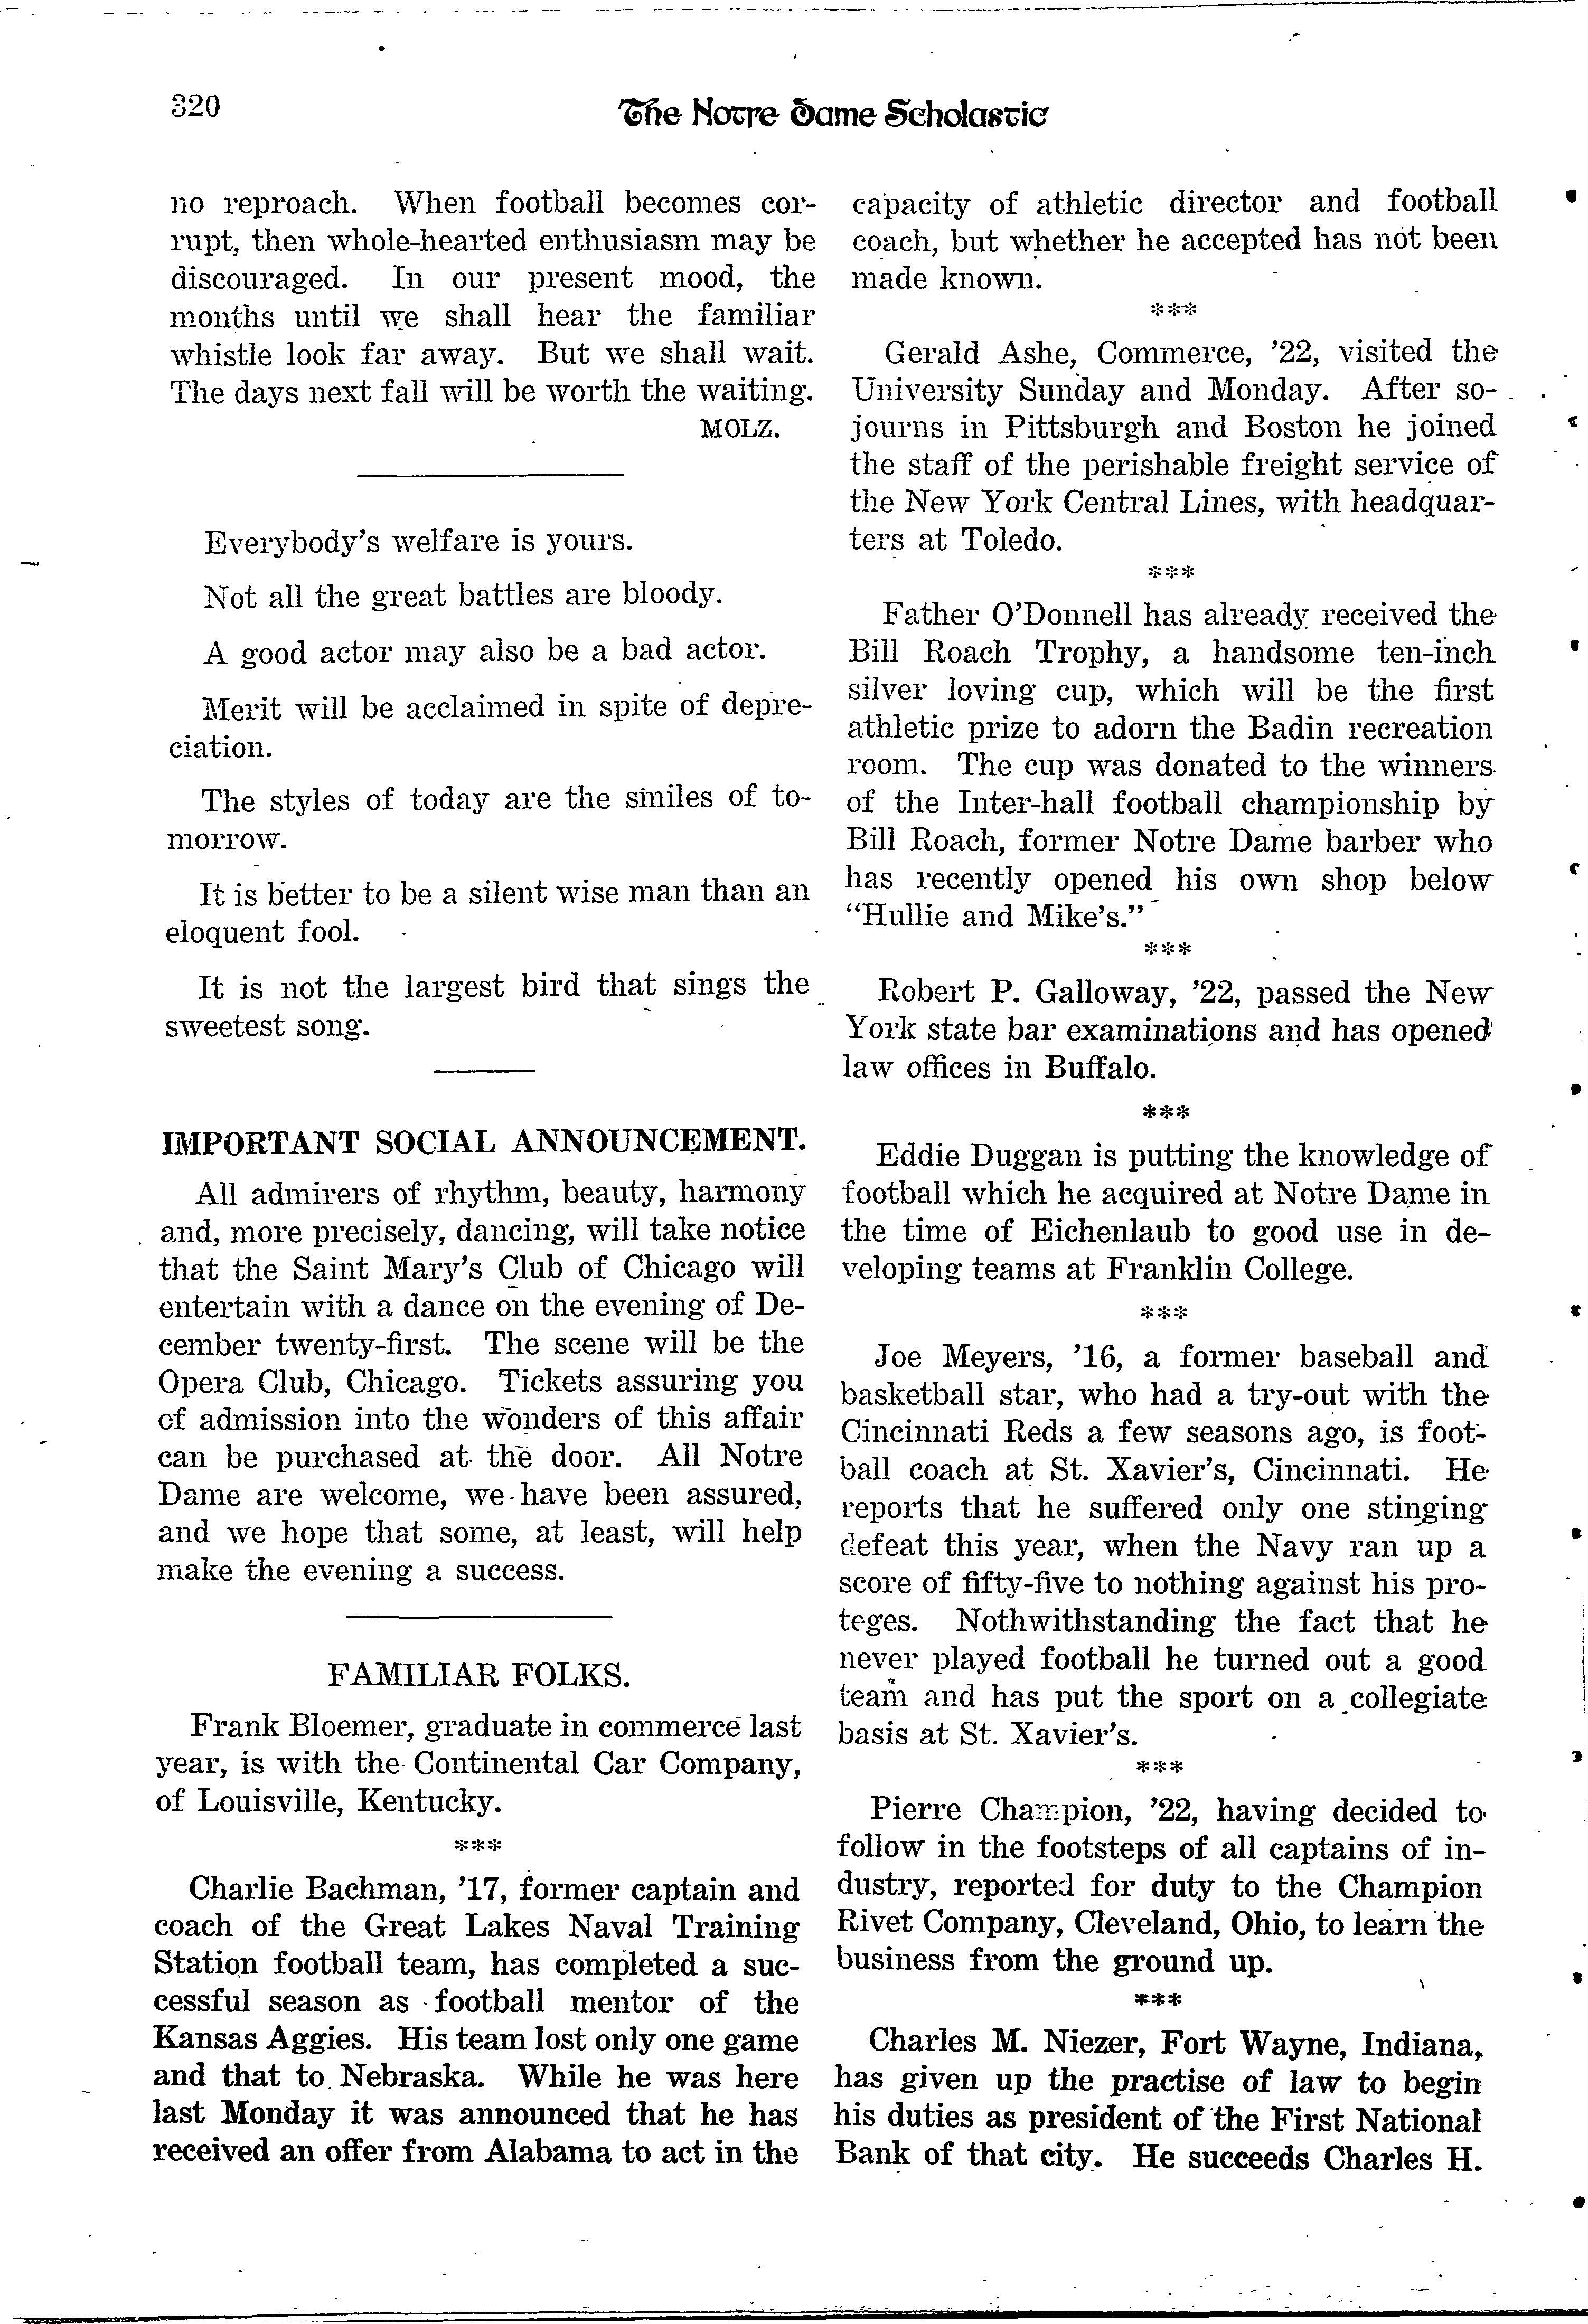 320
The Notre Dame Scholastic
no reproach. When football becomes cor-
rupt, then whole-hearted enthusiasm may be
discouraged. In our present mood, the
months until we shall hear the familiar
whistle look far away. But we shall wait.
The days next fall will be worth the waiting.
MOLZ.
Everybody's welfare is yours.
Not all the great battles are bloody.
A good actor may also be a bad actor.
Merit will be acclaimed in spite of depre-
ciation.
The styles of today are the smiles of to-
morrow.
It is better to be a silent wise man than an
eloquent fool.
It is not the largest bird that sings the
sweetest song.
IMPORTANT SOCIAL ANNOUNCEMENT.
All admirers of rhythm, beauty, harmony
and, more precisely, dancing, will take notice
that the Saint Mary's Club of Chicago will
entertain with a dance on the evening of De-
cember twenty-first. The scene will be the
Opera Club, Chicago. Tickets assuring you
of admission into the wonders of this affair
can be purchased at the door. All Notre
Dame are welcome, we have been assured,
and we hope that some, at least, will help
make the evening a success.
FAMILIAR FOLKS.
Frank Bloemer, graduate in commerce last
year, is with the Continental Car Company,
of Louisville, Kentucky.
***
Charlie Bachman, '17, former captain and
coach of the Great Lakes Naval Training
Station football team, has completed a suc-
cessful season as football mentor of the
Kansas Aggies. His team lost only one game
and that to Nebraska. While he was here
last Monday it was announced that he has
received an offer from Alabama to act in the
capacity of athletic director and football
coach, but whether he accepted has not been
made known.
***
Gerald Ashe, Commerce, '22, visited the
University Sunday and Monday. After so-
journs in Pittsburgh and Boston he joined
the staff of the perishable freight service of
the New York Central Lines, with headquar-
ters at Toledo.
***
Father O'Donnell has already received the
Bill Roach Trophy, a handsome ten-inch
silver loving cup, which will be the first
athletic prize to adorn the Badin recreation
room. The cup was donated to the winners
of the Inter-hall football championship by
Bill Roach, former Notre Dame barber who
has recently opened his own shop below
"Hullie and Mike's."
***
Robert P. Galloway, '22, passed the New
York state bar examinations and has opened
law offices in Buffalo.
***
Eddie Duggan is putting the knowledge of
football which he acquired at Notre Dame in
the time of Eichenlaub to good use in de-
veloping teams at Franklin College.
***
Joe Meyers, '16, a former baseball and
basketball star, who had a try-out with the
Cincinnati Reds a few seasons ago, is foot-
ball coach at St. Xavier's, Cincinnati. He
reports that he suffered only one stinging
defeat this year, when the Navy ran up a
score of fifty-five to nothing against his pro-
teges. Nothwithstanding the fact that he
never played football he turned out a good
team and has put the sport on a collegiate
basis at St. Xavier's.
***
Pierre Champion, '22, having decided to
follow in the footsteps of all captains of in-
dustry, reported for duty to the Champion
Rivet Company, Cleveland, Ohio, to learn the
business from the ground up.
***
Charles M. Niezer, Fort Wayne, Indiana,
has given up the practise of law to begin
his duties as president of the First National
Bank of that city. He succeeds Charles H.